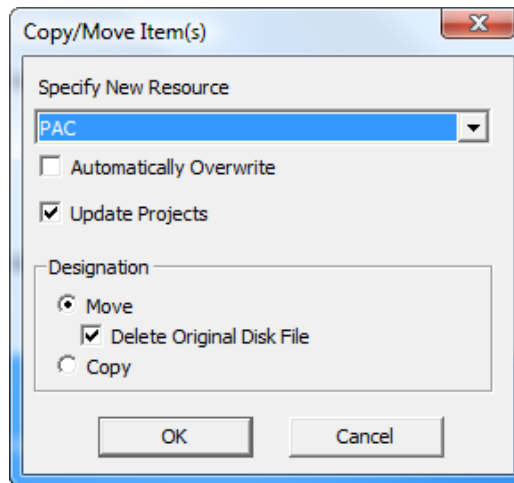 Copy/Move Item(s)
Specify New Resource
PAC
Automatically Overwrite
Update Projects
Designation
Move
Delete Original Disk File
Copy
OK
Cancel